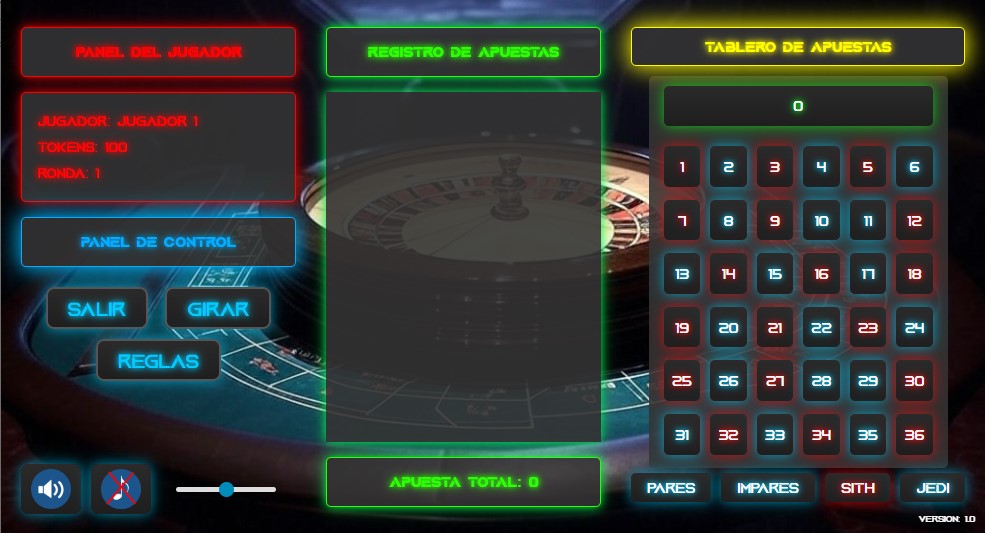 PANEL DEL JUGADOR
JUGADOR: JUGADOR 1
TOKENS: 100
RONDA: 1
PANEL DE CONTROL
SALIR GIRAR
REGLAS
REGISTRO DE APUESTAS
APUESTA TOTAL: 0
TABLERO DE APUESTAS
0
1 2 3 4 5 6
7 8 9 10 11 12
13 14 15 16 17 18
19 20 21 22 23 24
25 26 27 28 29 30
31 32 33 34 35 36
PARES IMPARES SITH JEDI
VERSION: 1.0